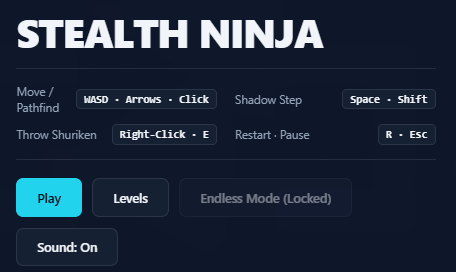 STEALTH NINJA
Move / Pathfind WASD · Arrows · Click Shadow Step Space · Shift
Throw Shuriken Right-Click · E Restart · Pause R · Esc
Play Levels Endless Mode (Locked)
Sound: On